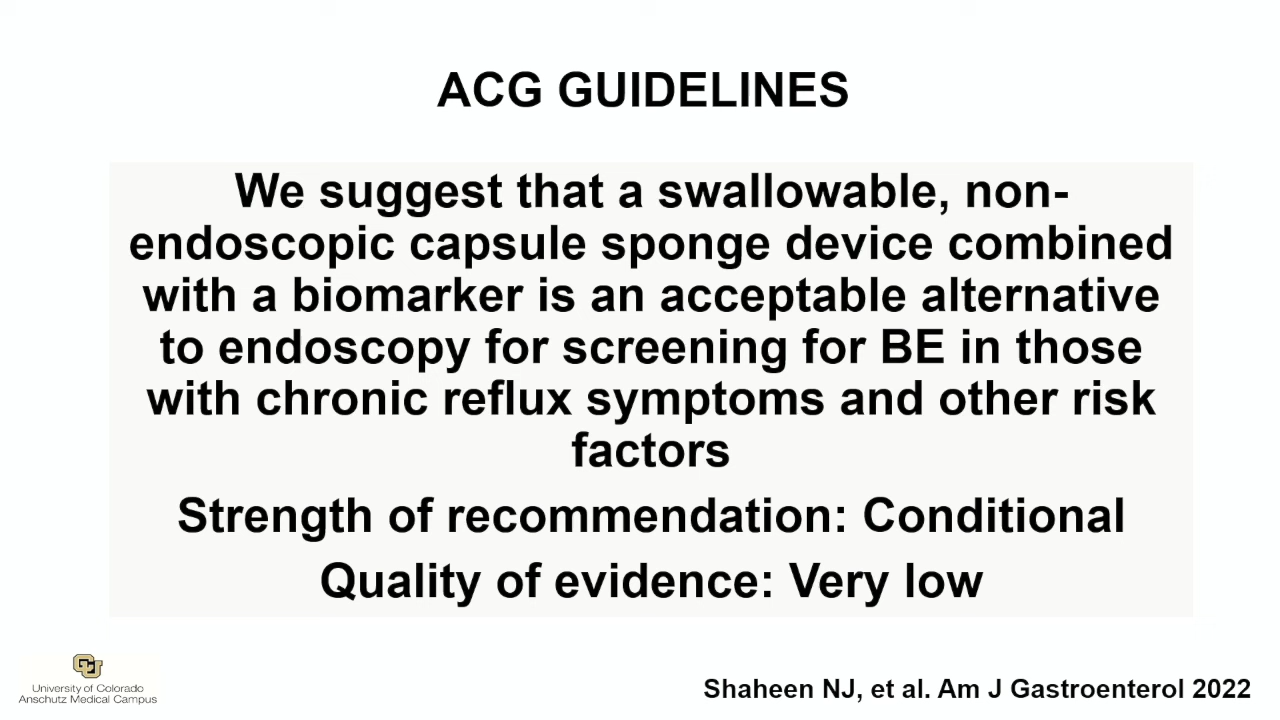 ACG GUIDELINES
We suggest that a swallowable, non-
endoscopic capsule sponge device combined
with a biomarker is an acceptable alternative
to endoscopy for screening for BE in those
with chronic reflux symptoms and other risk
factors
Strength of recommendation: Conditional
Quality of evidence: Very low
University of Colorado
Anschutz Medical Campus
Shaheen NJ, et al. Am J Gastroenterol 2022